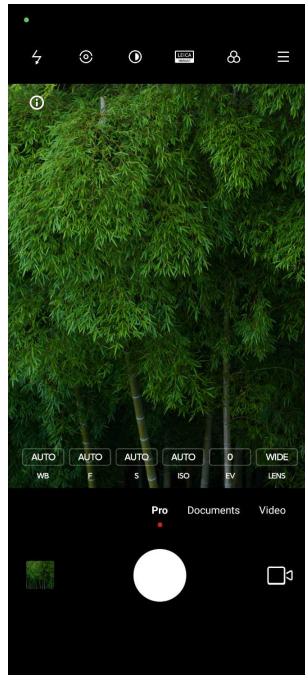 LEICA
AUTO AUTO AUTO AUTO 0 WIDE
WB F S ISO EV LENS
Pro Documents Video